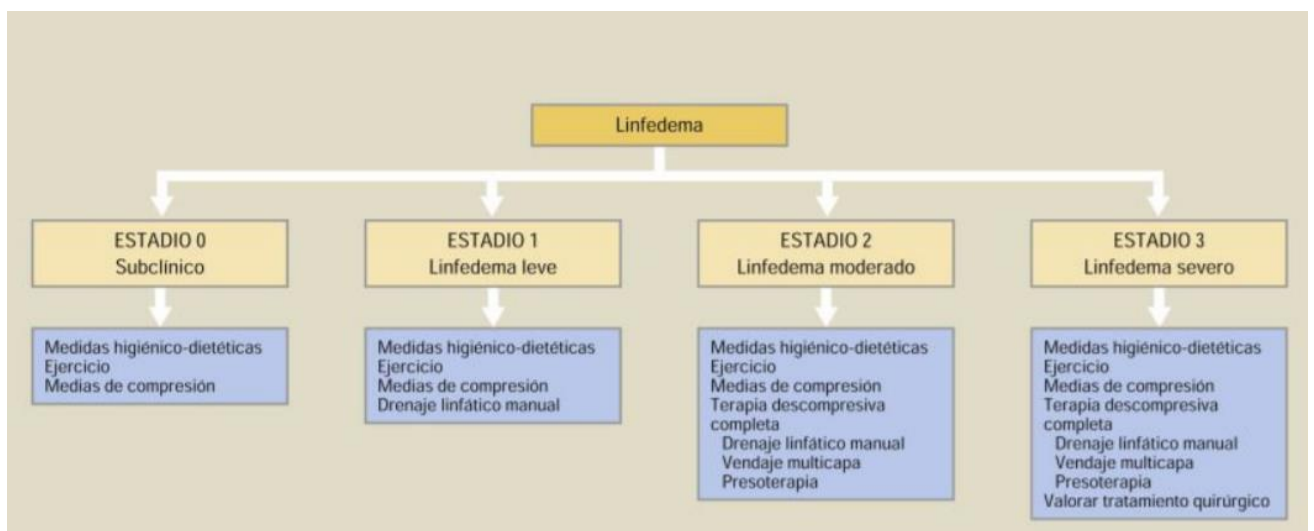 Linfedema
ESTADIO 0
Subclínico
ESTADIO 1
Linfedema leve
ESTADIO 2
Linfedema moderado
ESTADIO 3
Linfedema severo
Medidas higiénico-dietéticas
Ejercicio
Medias de compresión
Medidas higiénico-dietéticas
Ejercicio
Medias de compresión
Drenaje linfático manual
Medidas higiénico-dietéticas
Ejercicio
Medias de compresión
Terapia descompresiva
completa
Drenaje linfático manual
Vendaje multicapa
Presoterapia
Medidas higiénico-dietéticas
Ejercicio
Medias de compresión
Terapia descompresiva
completa
Drenaje linfático manual
Vendaje multicapa
Presoterapia
Valorar tratamiento quirúrgico